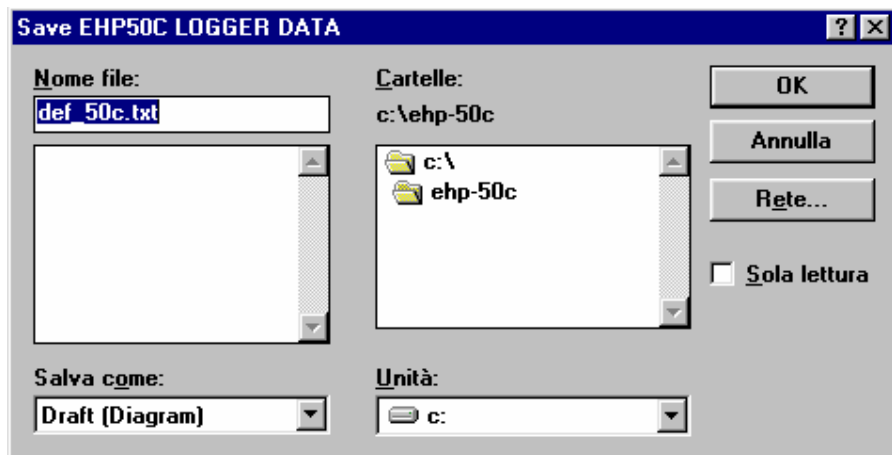 Save EHP50C LOGGER DATA
Nome file:
def_50c.txt
Cartelle:
c:\ehp-50c
c:\
ehp-50c
OK
Annulla
Rete...
Sola lettura
Salva come:
Draft (Diagram)
Unità:
c: